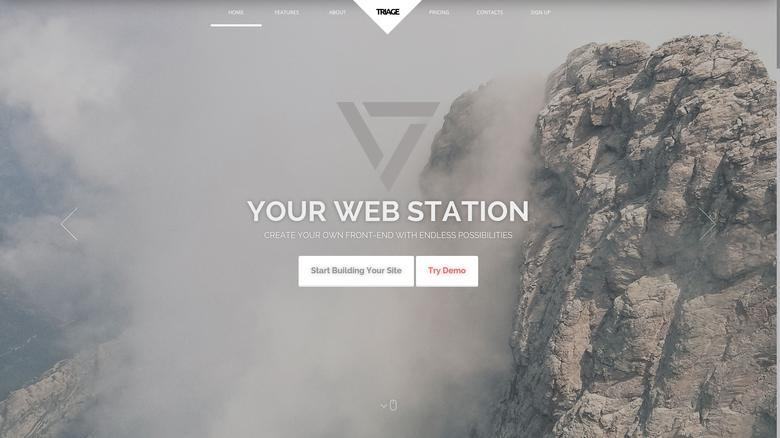 HOME FEATURES ABOUT TRIAGE PRICING CONTACTS SIGN UP
YOUR WEB STATION
CREATE YOUR OWN FRONT-END WITH ENDLESS POSSIBILITIES
Start Building Your Site Try Demo